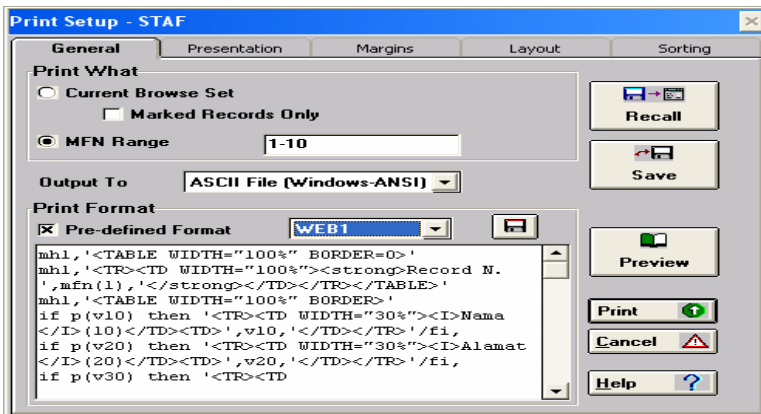 Print Setup - STAF
General Presentation Margins Layout Sorting
Print What
Current Browse Set
Marked Records Only
MFN Range 1-10
Recall
Save
Output To ASCII File (Windows-ANSI)
Print Format
Pre-defined Format WEB1
mhl,'<TABLE WIDTH="100%" BORDER=0>'
mhl,'<TR><TD WIDTH="100%"><strong>Record N.
',mfn(1),'</strong></TD></TR></TABLE>'
mhl,'<TABLE WIDTH="100%" BORDER>'
if p(v10) then '<TR><TD WIDTH="30%"><I>Nama
</I>(10)</TD><TD>',v10,'</TD></TR>'/fi,
if p(v20) then '<TR><TD WIDTH="30%"><I>Alamat
</I>(20)</TD><TD>',v20,'</TD></TR>'/fi,
if p(v30) then '<TR><TD
Preview
Print
Cancel
Help